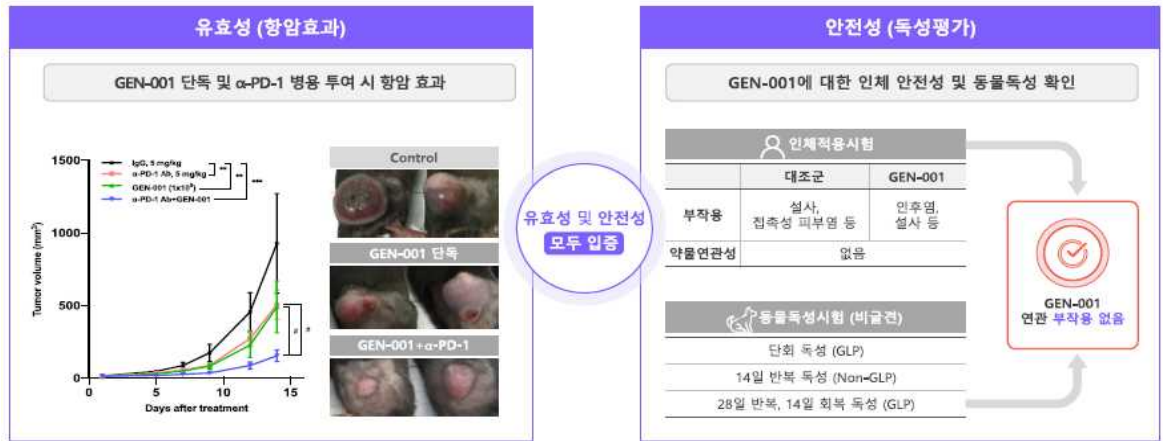 유효성 (항암효과)
GEN-001 단독 및 α-PD-1 병용 투여 시 항암 효과
1500
1000
500
0
Tumor volume (mm³)
0
5
10
15
Days after treatment
IgG, 5 mg/kg
α-PD-1 Ab, 5 mg/kg
GEN-001 (1x10⁹)
α-PD-1 Ab+GEN-001
**
**
***
#
#
Control
GEN-001 단독
GEN-001+α-PD-1
유효성 및 안전성
모두 입증
안전성 (독성평가)
GEN-001에 대한 인체 안전성 및 동물독성 확인
인체적용시험
대조군 GEN-001
부작용
설사,
접촉성 피부염 등
인후염,
설사 등
약물연관성 없음
동물독성시험 (비글견)
단회 독성 (GLP)
14일 반복 독성 (Nan-GLP)
28일 반복, 14일 회복 독성 (GLP)
GEN-001
연관 부작용 없음